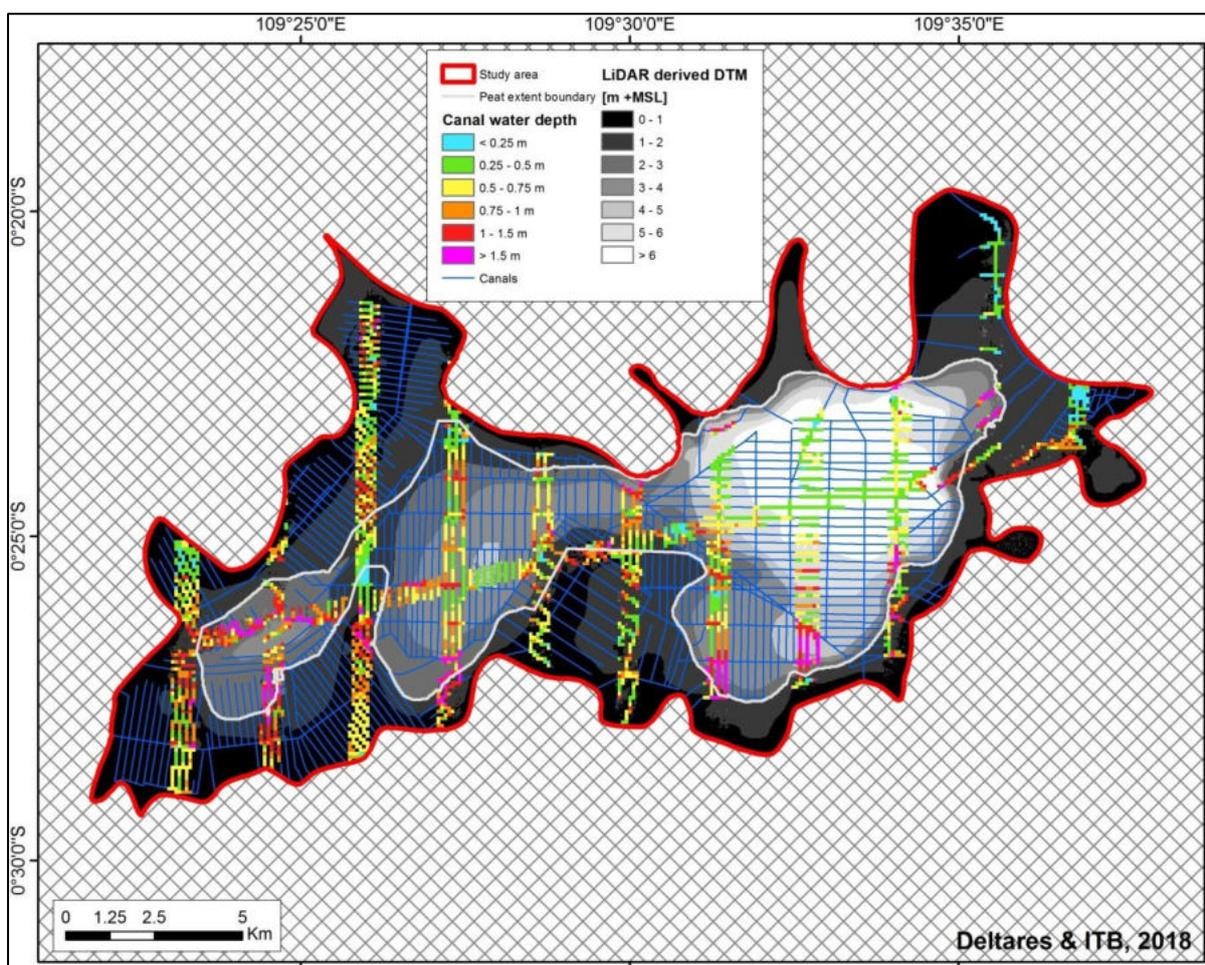 109°25'0"E
109°30'0"E
109°35'0"E
Study area
Peat extent boundary
Canal water depth
< 0.25 m
0.25 - 0.5 m
0.5 - 0.75 m
0.75 - 1 m
1 - 1.5 m
> 1.5 m
Canals
LiDAR derived DTM
[m +MSL]
0 - 1
1 - 2
2 - 3
3 - 4
4 - 5
5 - 6
> 6
0°20'0"S
0°25'0"S
0°30'0"S
0 1.25 2.5 5
Km
Deltares & ITB, 2018